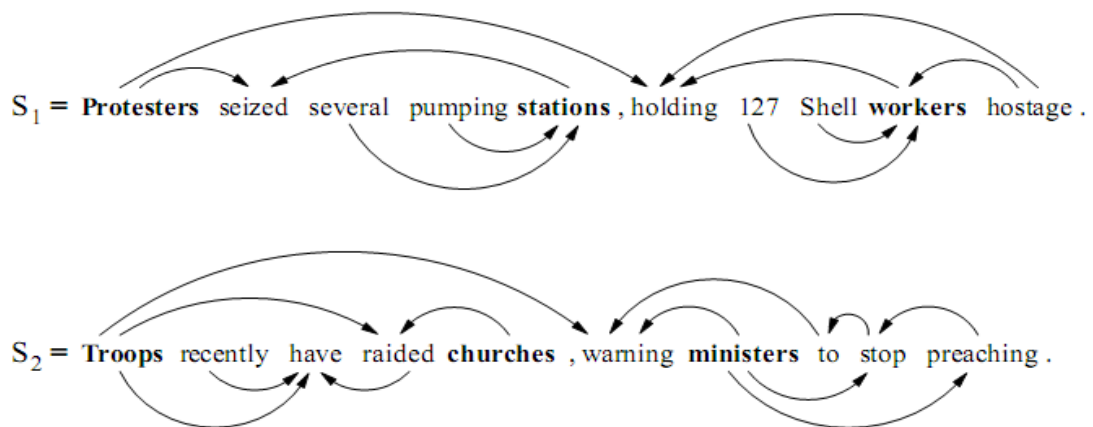 S1 = Protesters seized several pumping stations , holding 127 Shell workers hostage .
S2 = Troops recently have raided churches , warning ministers to stop preaching .